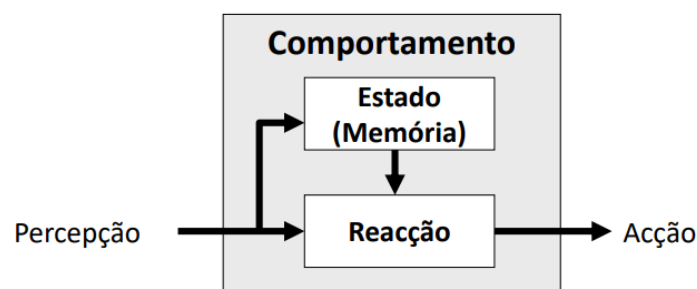 Comportamento
Estado
(Memória)
Percepção
Reacção
Acção